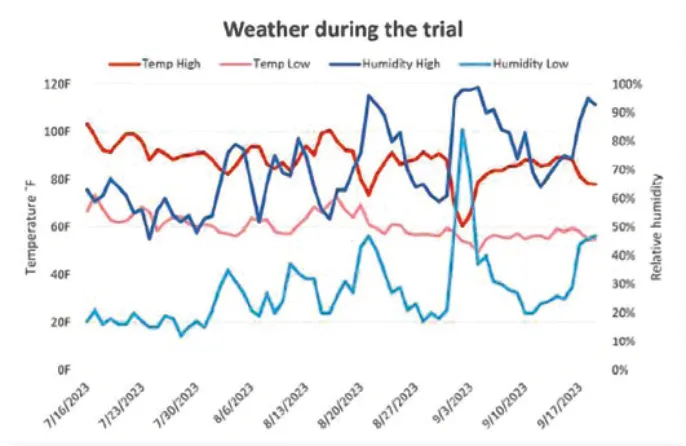 Weather during the trial
Temp High Temp Low Humidity High Humidity Low
120F
100F
80F
60F
40F
20F
0F
Temperature °F
100%
90%
80%
70%
60%
50%
40%
30%
20%
10%
0%
Relative humidity
7/16/2023
7/23/2023
7/30/2023
8/6/2023
8/13/2023
8/20/2023
8/27/2023
9/3/2023
9/10/2023
9/17/2023